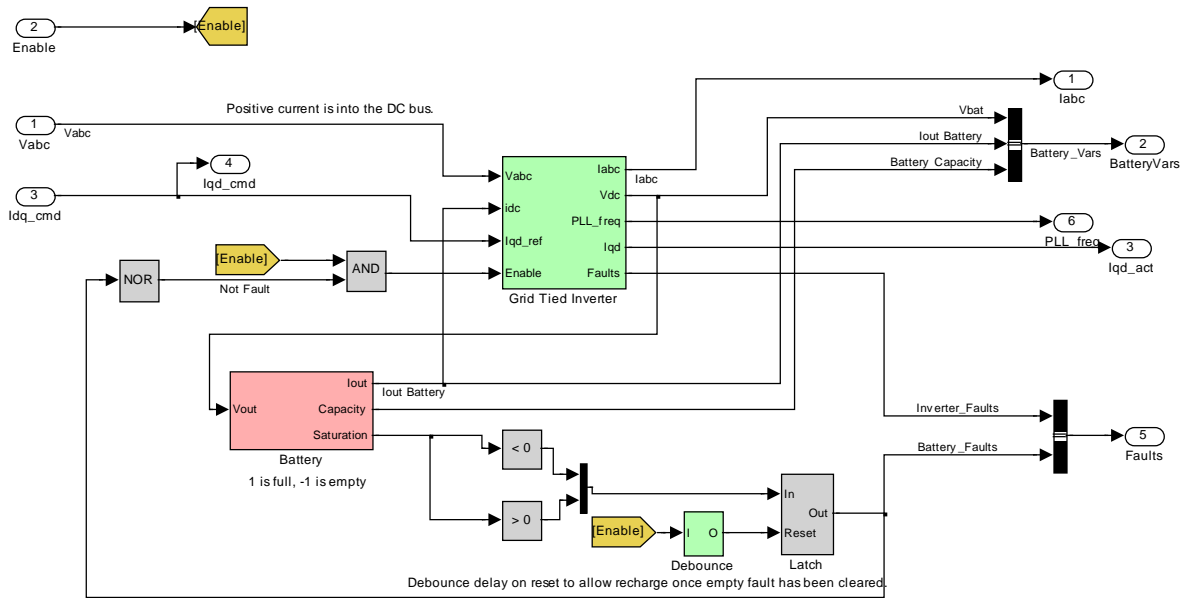 2
Enable
[Enable]
Positive current is into the DC bus.
1
Vabc
Vabc
4
Iqd_cmd
3
Idq_cmd
[Enable]
NOR
Not Fault
AND
Vabc
idc
Iqd_ref
Enable
Iabc
Vdc
PLL_freq
Iqd
Faults
Grid Tied Inverter
Iabc
1
Iabc
Vbat
Iout Battery
Battery Capacity
Battery_Vars
2
BatteryVars
6
PLL_freq
3
Iqd_act
Vout
Iout
Capacity
Saturation
Battery
1 is full, -1 is empty
Iout Battery
< 0
> 0
[Enable]
I O
Debounce
In
Out
Reset
Latch
Inverter_Faults
Battery_Faults
5
Faults
Debounce delay on reset to allow recharge once empty fault has been cleared.